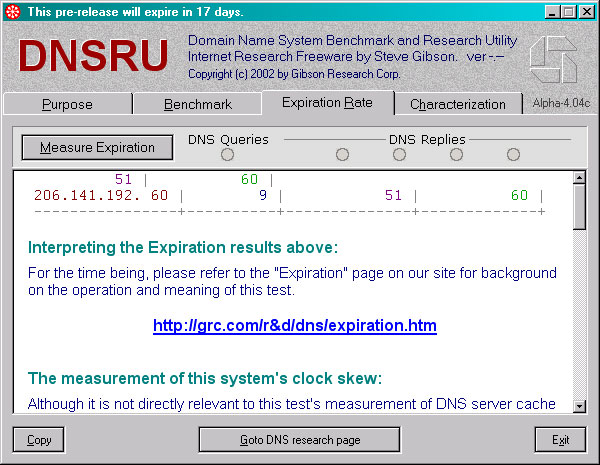 This pre-release will expire in 17 days.
DNSRU
Domain Name System Benchmark and Research Utility
Internet Research Freeware by Steve Gibson. ver -.--
Copyright (c) 2002 by Gibson Research Corp.
Purpose
Benchmark
Expiration Rate
Characterization
Alpha-4.04c
Measure Expiration
DNS Queries
DNS Replies
51 | 60 |
206.141.192. 60 | 9 | 51 | 60 |
----------------+------------+--------------+---------------+
Interpreting the Expiration results above:
For the time being, please refer to the "Expiration" page on our site for background
on the operation and meaning of this test.
http://grc.com/r&d/dns/expiration.htm
The measurement of this system's clock skew:
Although it is not directly relevant to this test's measurement of DNS server cache
Copy
Goto DNS research page
Exit